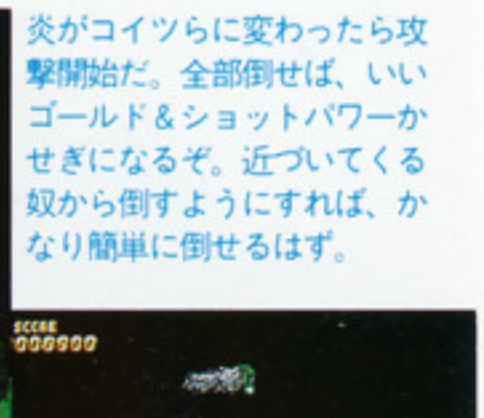 炎がコイツらに変わったら攻
撃開始だ。全部倒せば、いい
ゴールド&ショットパワーか
せぎになるぞ。近づいてくる
奴から倒すようにすれば、か
なり簡単に倒せるはず。
SCORE